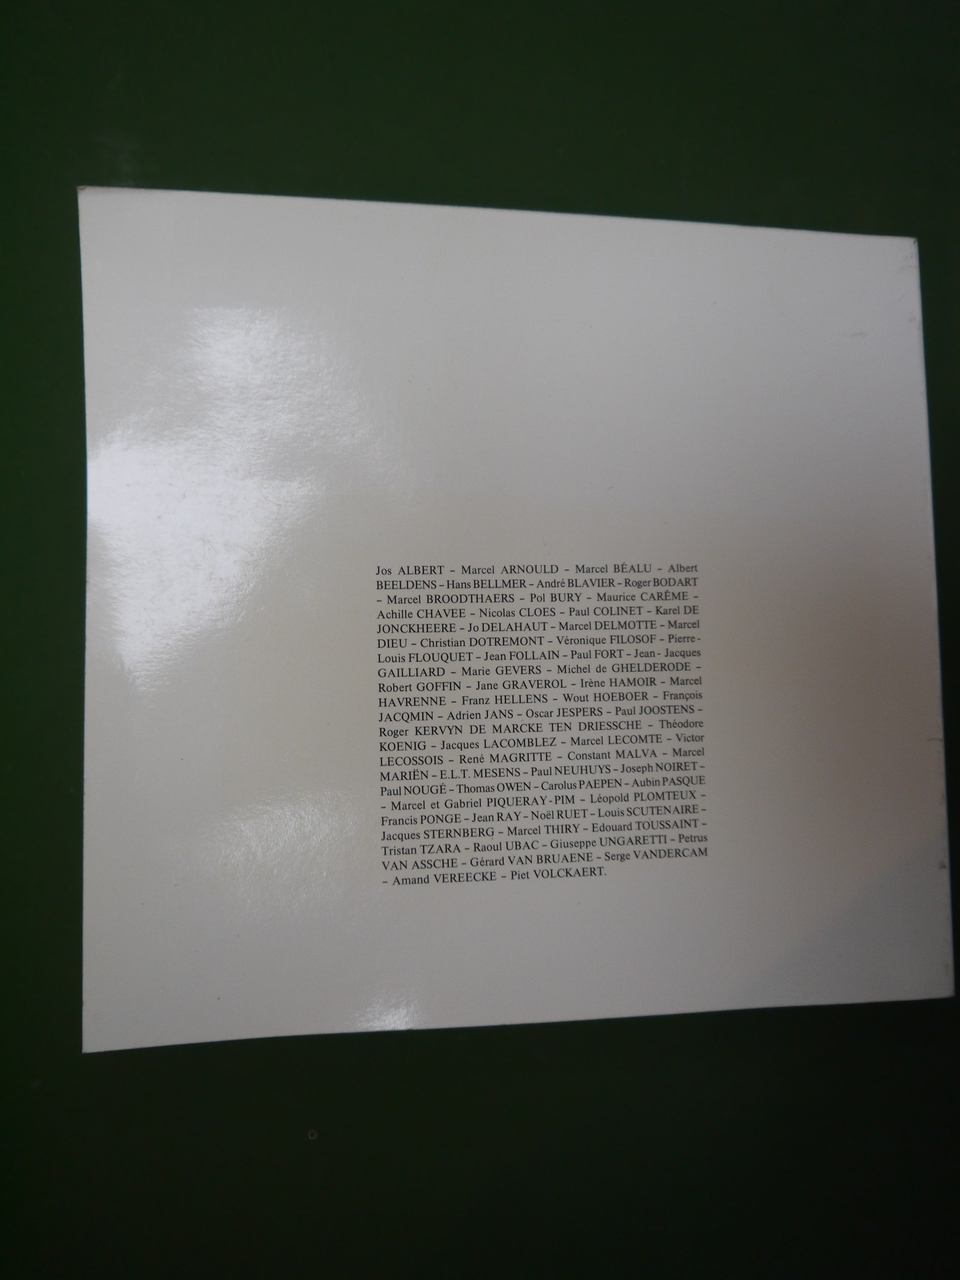 Jos ALBERT – Marcel ARNOULD – Marcel BÉALU – Albert
BEELDENS – Hans BELLMER – André BLAVIER – Roger BODART
– Marcel BROODTHAERS – Pol BURY – Maurice CARÊME –
Achille CHAVEE – Nicolas CLOES – Paul COLINET – Karel DE
JONCKHEERE – Jo DELAHAUT – Marcel DELMOTTE – Marcel
DIEU – Christian DOTREMONT – Véronique FILOSOF – Pierre-
Louis FLOUQUET – Jean FOLLAIN – Paul FORT – Jean- Jacques
GAILLIARD – Marie GEVERS – Michel de GHELDERODE –
Robert GOFFIN – Jane GRAVEROL – Irène HAMOIR – Marcel
HAVRENNE – Franz HELLENS – Wout HOEBOER – François
JACQMIN – Adrien JANS – Oscar JESPERS – Paul JOOSTENS –
Roger KERVYN DE MARCKE TEN DRIESSCHE – Théodore
KOENIG – Jacques LACOMBLEZ – Marcel LECOMTE – Victor
LECOSSOIS – René MAGRITTE – Constant MALVA – Marcel
MARIËN – E.L.T. MESENS – Paul NEUHUYS – Joseph NOIRET –
Paul NOUGÉ – Thomas OWEN – Carolus PAEPEN – Aubin PASQUE
– Marcel et Gabriel PIQUERAY-PIM – Léopold PLOMTEUX –
Francis PONGE – Jean RAY – Noël RUET – Louis SCUTENAIRE –
Jacques STERNBERG – Marcel THIRY – Edouard TOUSSAINT –
Tristan TZARA – Raoul UBAC – Giuseppe UNGARETTI – Petrus
VAN ASSCHE – Gérard VAN BRUAENE – Serge VANDERCAM
– Amand VEREECKE – Piet VOLCKAERT.